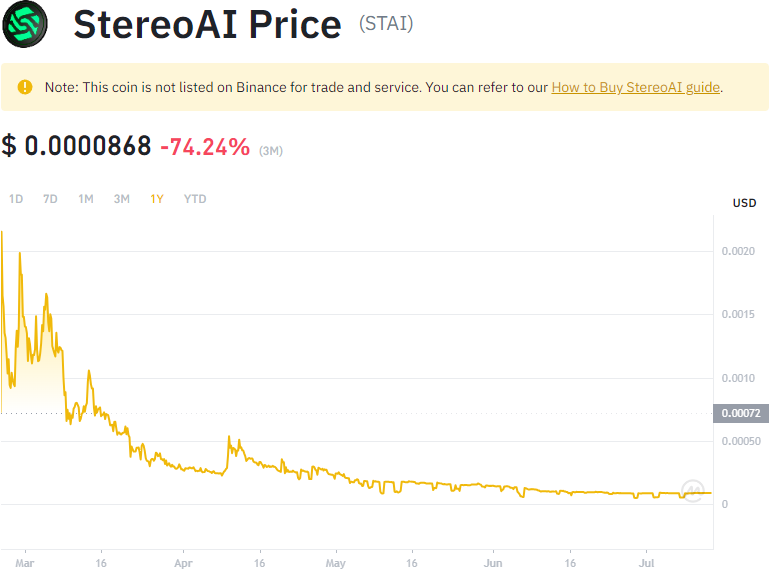 StereoAI Price (STAI)
Note: This coin is not listed on Binance for trade and service. You can refer to our How to Buy StereoAI guide.
$ 0.0000868 -74.24% (3M)
1D 7D 1M 3M 1Y YTD
USD
0.0020
0.0015
0.0010
0.00072
0.00050
0
Mar 16 Apr 16 May 16 Jun 16 Jul